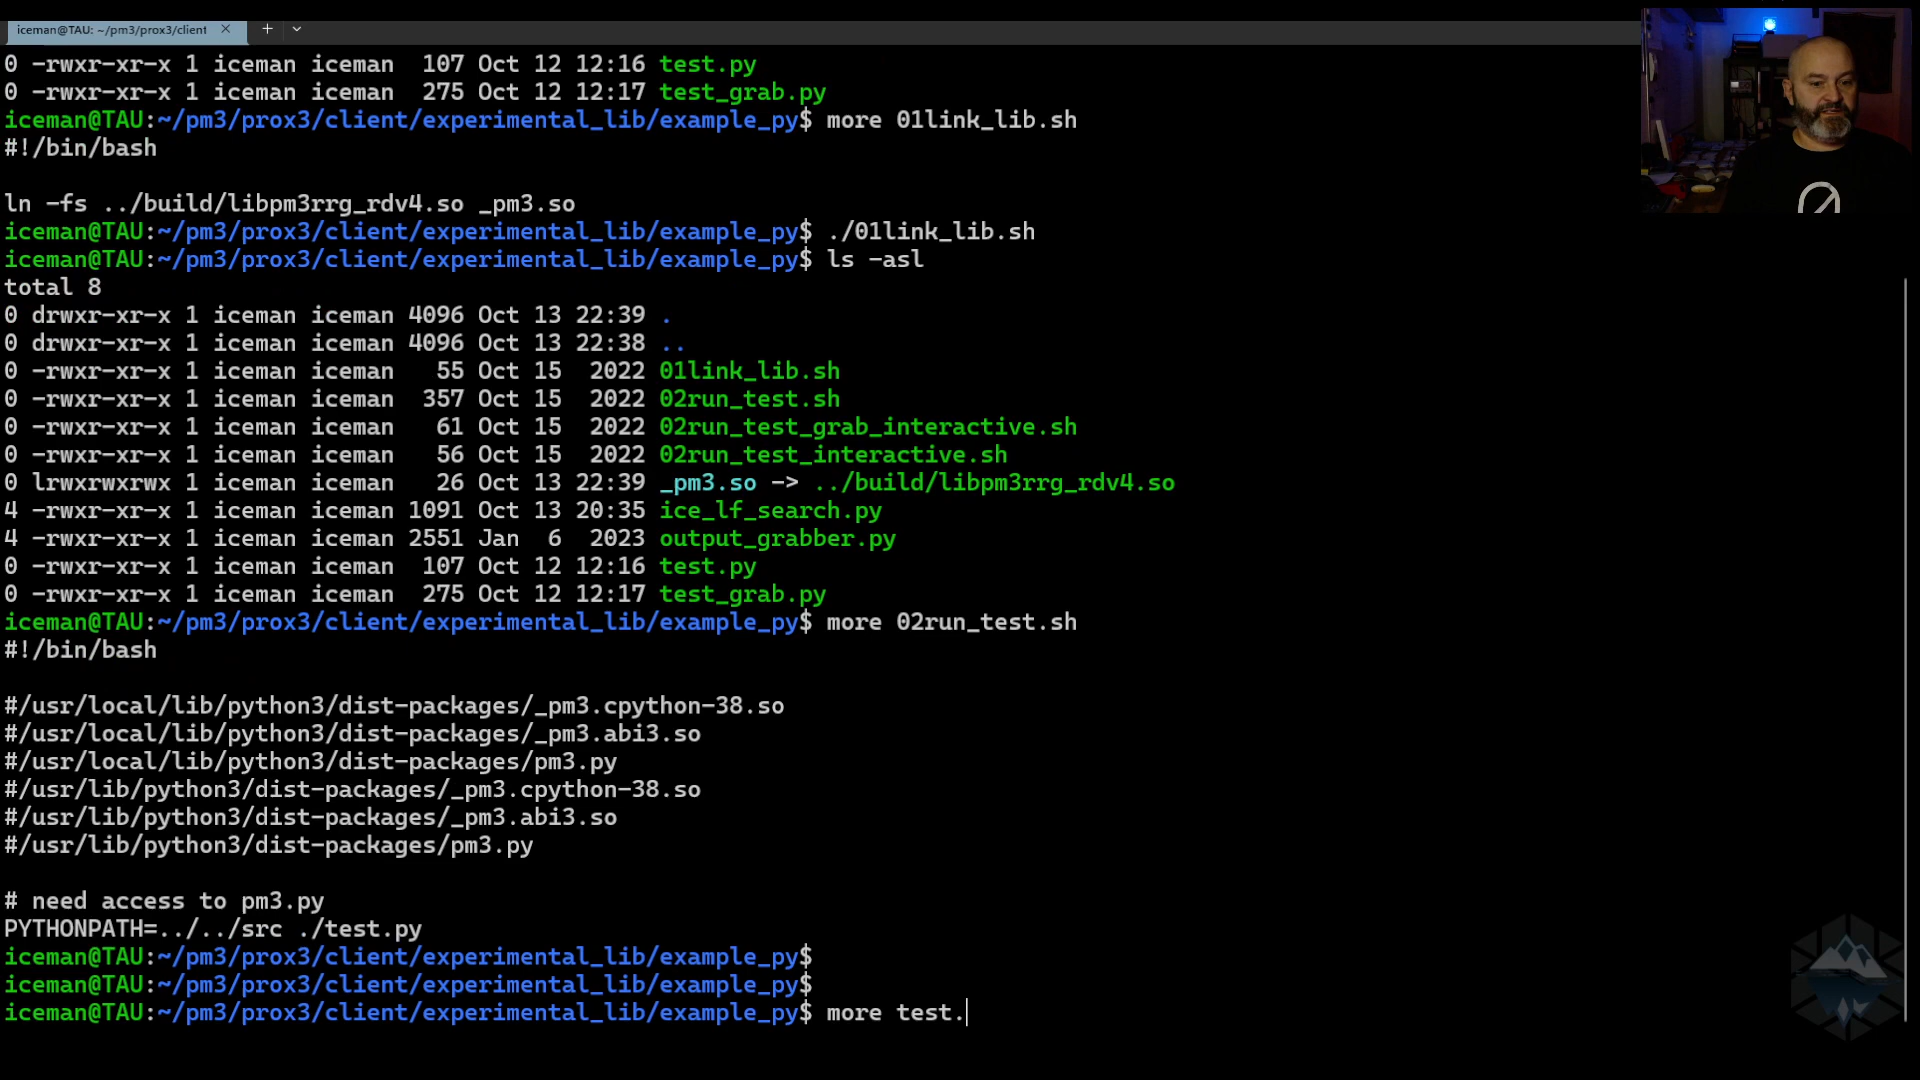 iceman@TAU: ~/pm3/prox3/client
0 -rwxr-xr-x 1 iceman iceman  107 Oct 12 12:16 test.py
0 -rwxr-xr-x 1 iceman iceman  275 Oct 12 12:17 test_grab.py
iceman@TAU:~/pm3/prox3/client/experimental_lib/example_py$ more 01link_lib.sh
#!/bin/bash
ln -fs ../build/libpm3rrg_rdv4.so _pm3.so
iceman@TAU:~/pm3/prox3/client/experimental_lib/example_py$ ./01link_lib.sh
iceman@TAU:~/pm3/prox3/client/experimental_lib/example_py$ ls -asl
total 8
0 drwxr-xr-x 1 iceman iceman 4096 Oct 13 22:39 .
0 drwxr-xr-x 1 iceman iceman 4096 Oct 13 22:38 ..
0 -rwxr-xr-x 1 iceman iceman   55 Oct 15  2022 01link_lib.sh
0 -rwxr-xr-x 1 iceman iceman  357 Oct 15  2022 02run_test.sh
0 -rwxr-xr-x 1 iceman iceman   61 Oct 15  2022 02run_test_grab_interactive.sh
0 -rwxr-xr-x 1 iceman iceman   56 Oct 15  2022 02run_test_interactive.sh
0 lrwxrwxrwx 1 iceman iceman   26 Oct 13 22:39 _pm3.so -> ../build/libpm3rrg_rdv4.so
4 -rwxr-xr-x 1 iceman iceman 1091 Oct 13 20:35 ice_lf_search.py
4 -rwxr-xr-x 1 iceman iceman 2551 Jan  6  2023 output_grabber.py
0 -rwxr-xr-x 1 iceman iceman  107 Oct 12 12:16 test.py
0 -rwxr-xr-x 1 iceman iceman  275 Oct 12 12:17 test_grab.py
iceman@TAU:~/pm3/prox3/client/experimental_lib/example_py$ more 02run_test.sh
#!/bin/bash
#/usr/local/lib/python3/dist-packages/_pm3.cpython-38.so
#/usr/local/lib/python3/dist-packages/_pm3.abi3.so
#/usr/local/lib/python3/dist-packages/pm3.py
#/usr/lib/python3/dist-packages/_pm3.cpython-38.so
#/usr/lib/python3/dist-packages/_pm3.abi3.so
#/usr/lib/python3/dist-packages/pm3.py
# need access to pm3.py
PYTHONPATH=../../src ./test.py
iceman@TAU:~/pm3/prox3/client/experimental_lib/example_py$
iceman@TAU:~/pm3/prox3/client/experimental_lib/example_py$
iceman@TAU:~/pm3/prox3/client/experimental_lib/example_py$ more test.